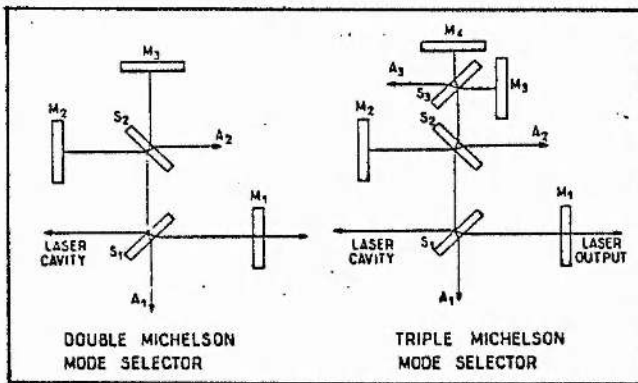 M3
M2
S2
A2
M1
LASER
CAVITY
S1
A1
DOUBLE MICHELSON
MODE SELECTOR
M4
A3
S3
M3
M2
S2
A2
M1
LASER
CAVITY
S1
LASER
OUTPUT
A1
TRIPLE MICHELSON
MODE SELECTOR